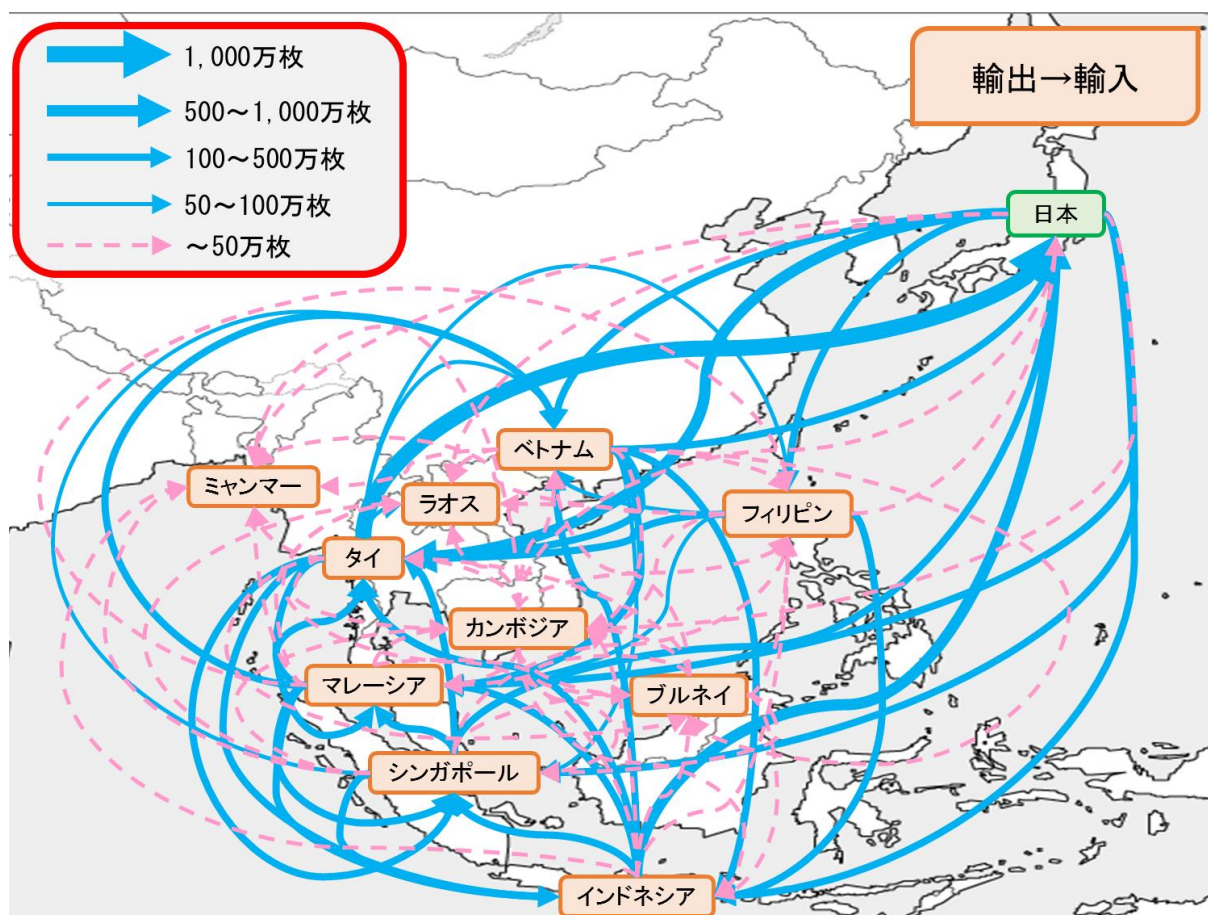 1,000万枚
500～1,000万枚
100～500万枚
50～100万枚
～50万枚
輸出→輸入
日本
ベトナム
ミャンマー
ラオス
フィリピン
タイ
カンボジア
マレーシア
ブルネイ
シンガポール
インドネシア